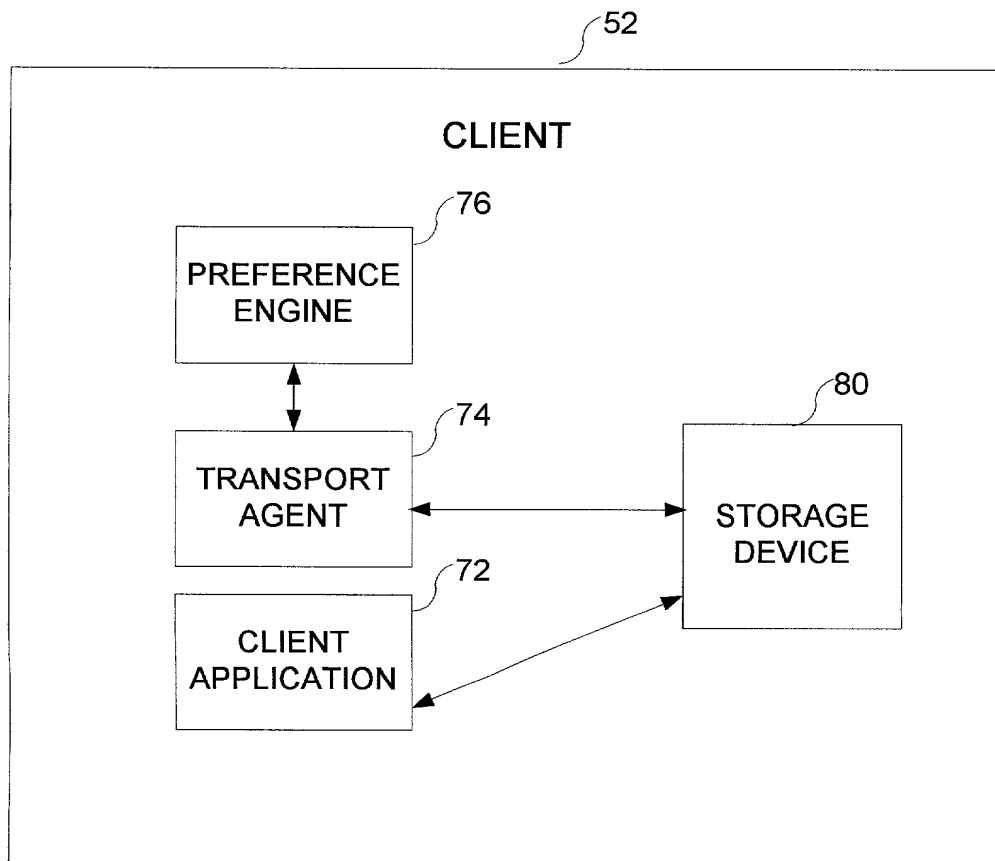 52
CLIENT
76
PREFERENCE
ENGINE
74
TRANSPORT
AGENT
80
STORAGE
DEVICE
72
CLIENT
APPLICATION